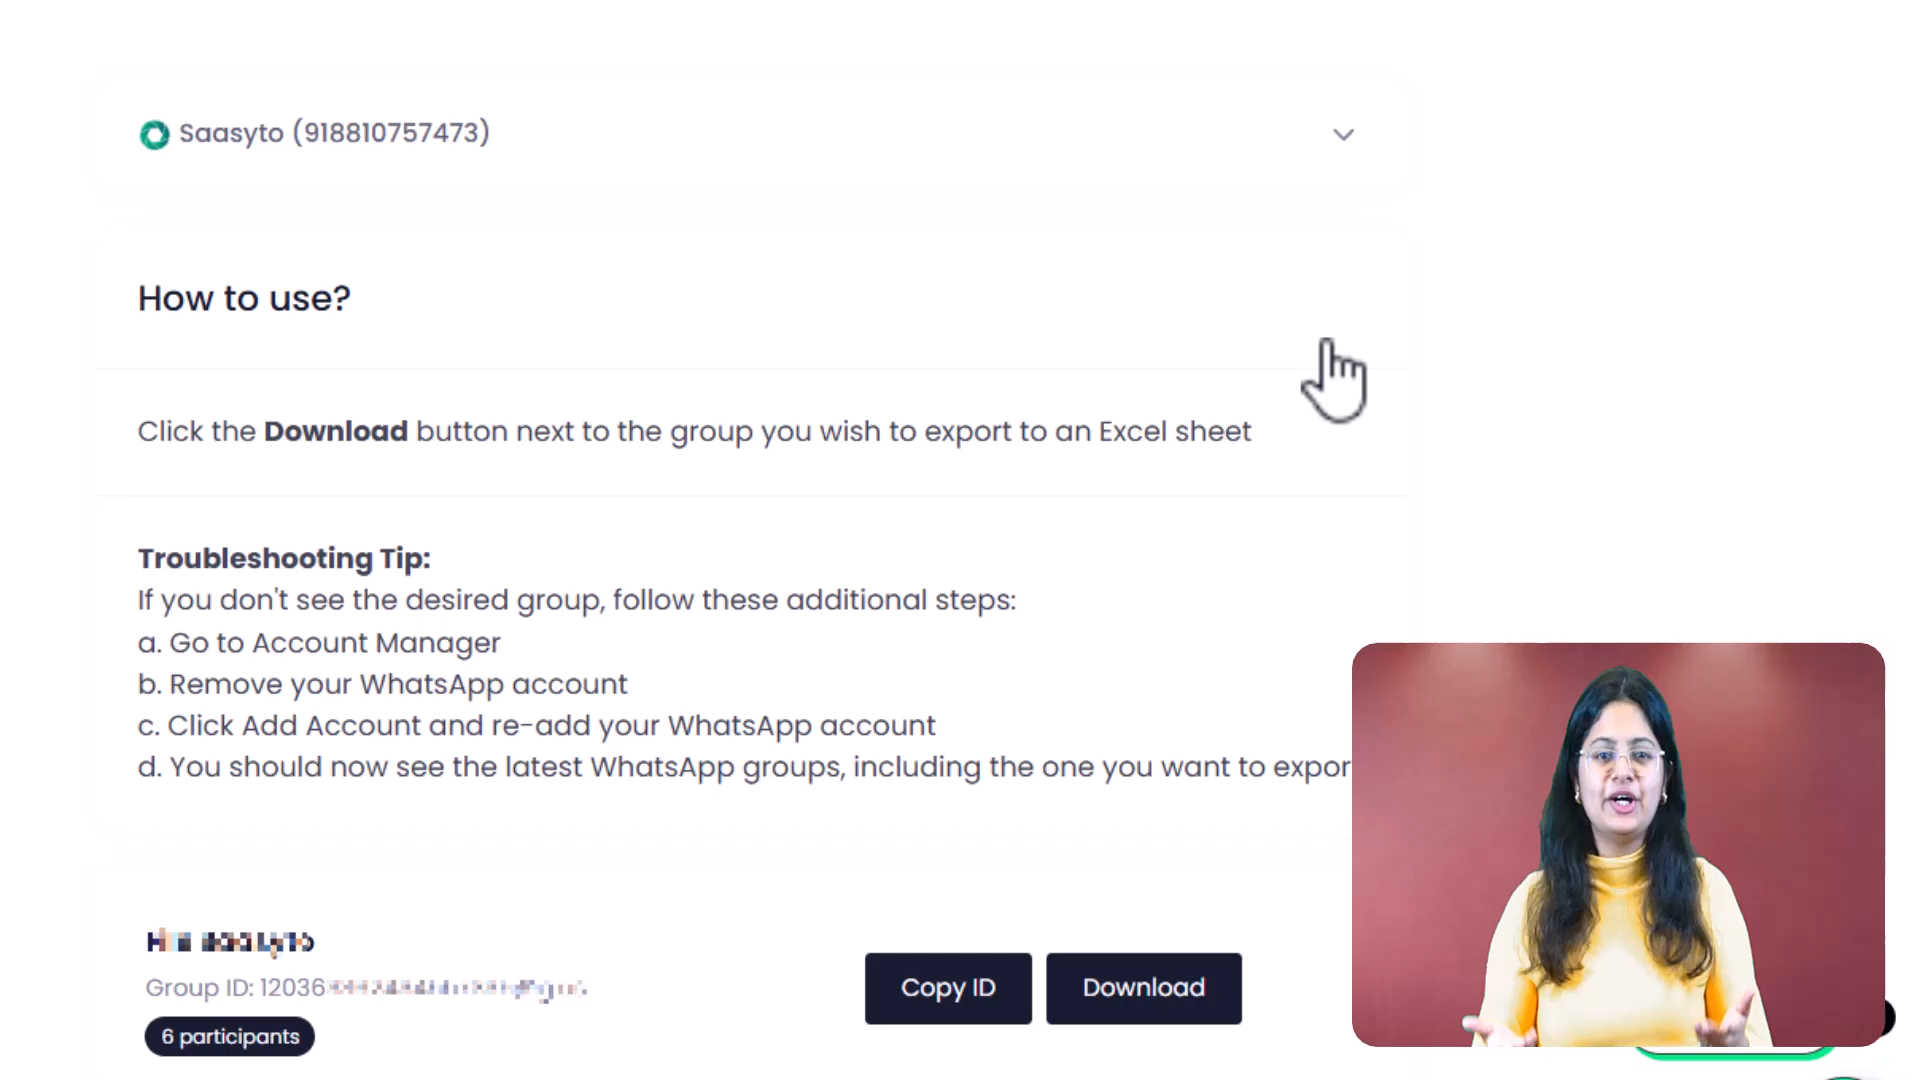 Saasyto (918810757473)
How to use?
Click the Download button next to the group you wish to export to an Excel sheet
Troubleshooting Tip:
If you don't see the desired group, follow these additional steps:
a. Go to Account Manager
b. Remove your WhatsApp account
c. Click Add Account and re-add your WhatsApp account
d. You should now see the latest WhatsApp groups, including the one you want to expor
Group ID: 12036
Copy ID
Download
6 participants